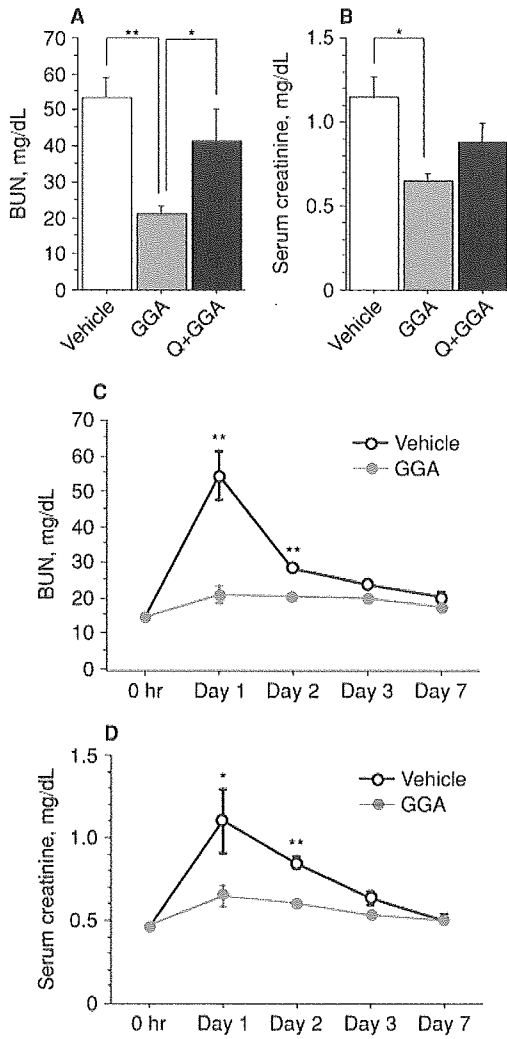 A
BUN, mg/dL
70
60
50
40
30
20
10
0
**
*
Vehicle
GGA
Q+GGA
B
Serum creatinine, mg/dL
1.5
1.0
0.5
0
*
Vehicle
GGA
Q+GGA
C
BUN, mg/dL
70
60
50
40
30
20
10
0
**
**
Vehicle
GGA
0 hr Day 1 Day 2 Day 3 Day 7
D
Serum creatinine, mg/dL
1.5
1.0
0.5
0
*
**
Vehicle
GGA
0 hr Day 1 Day 2 Day 3 Day 7